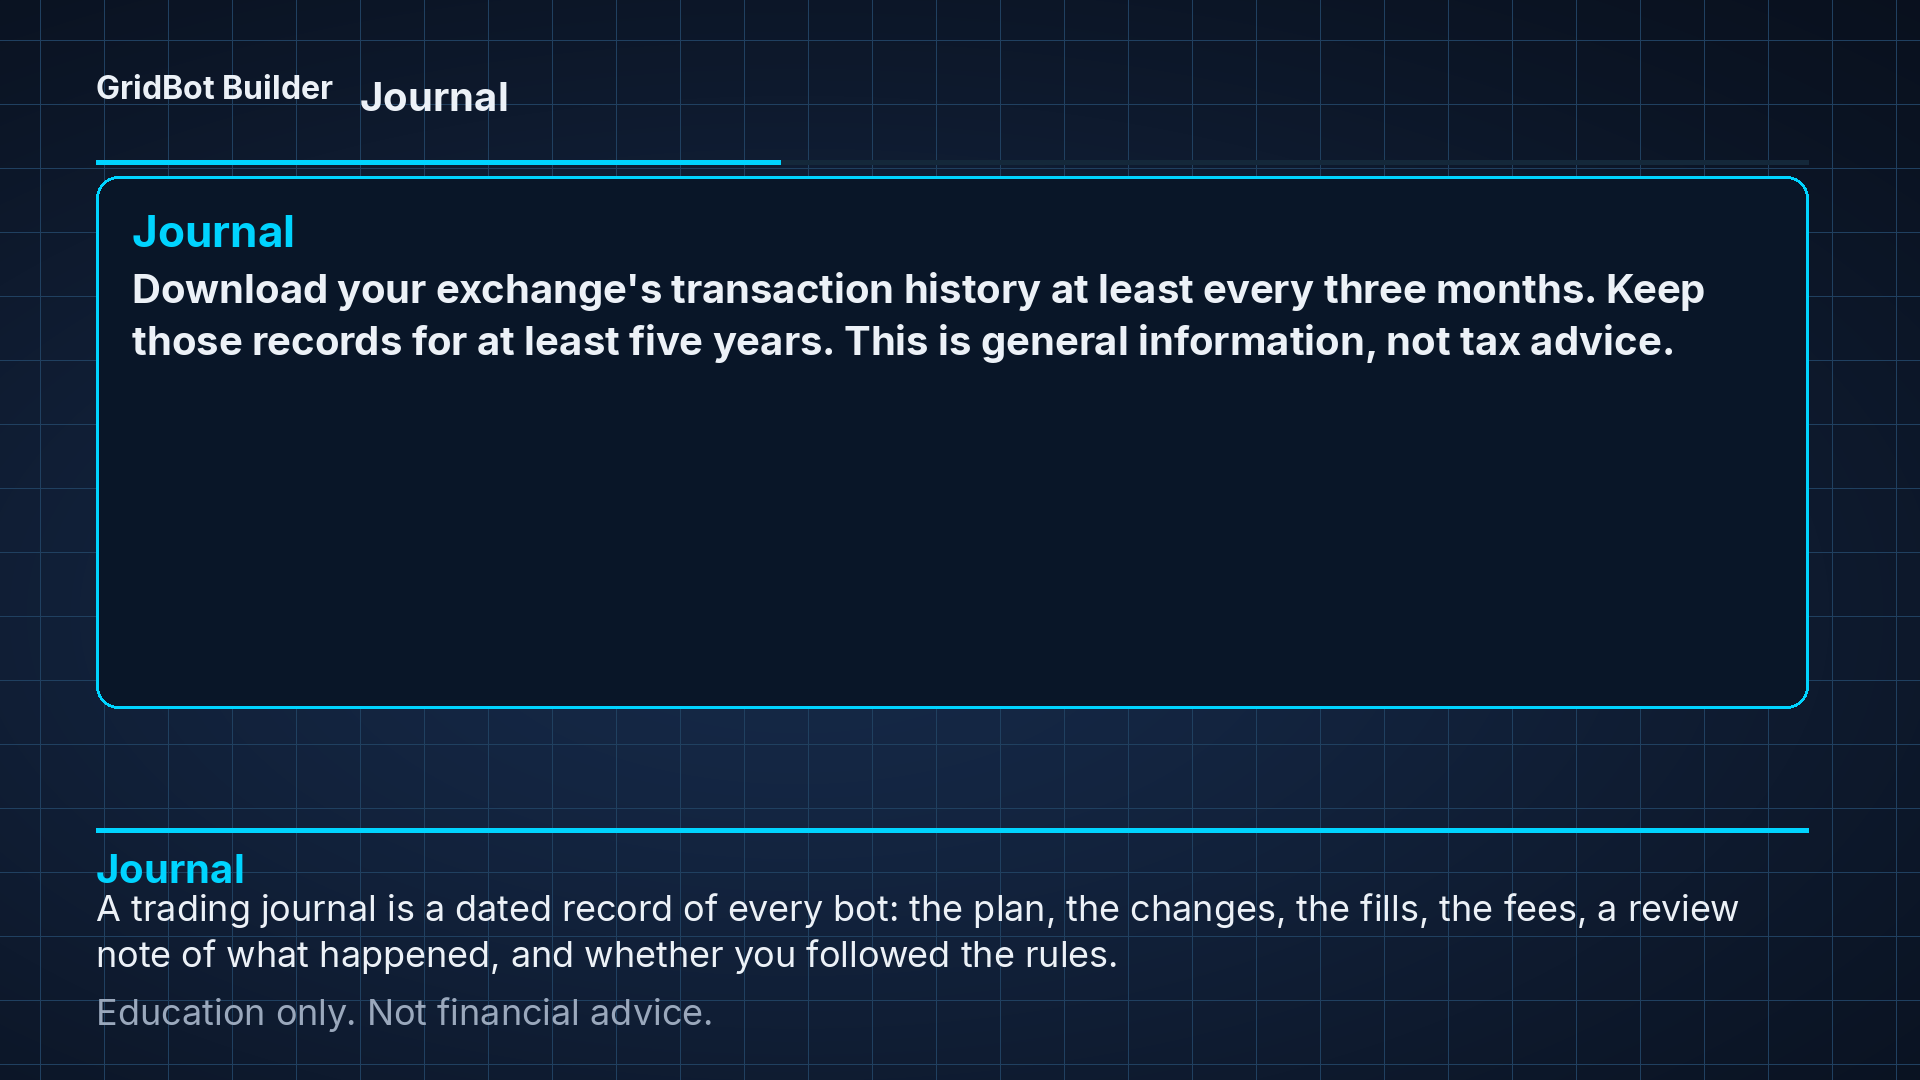 GridBot Builder
Journal
Journal
Download your exchange's transaction history at least every three months. Keep
those records for at least five years. This is general information, not tax advice.
Journal
A trading journal is a dated record of every bot: the plan, the changes, the fills, the fees, a review
note of what happened, and whether you followed the rules.
Education only. Not financial advice.